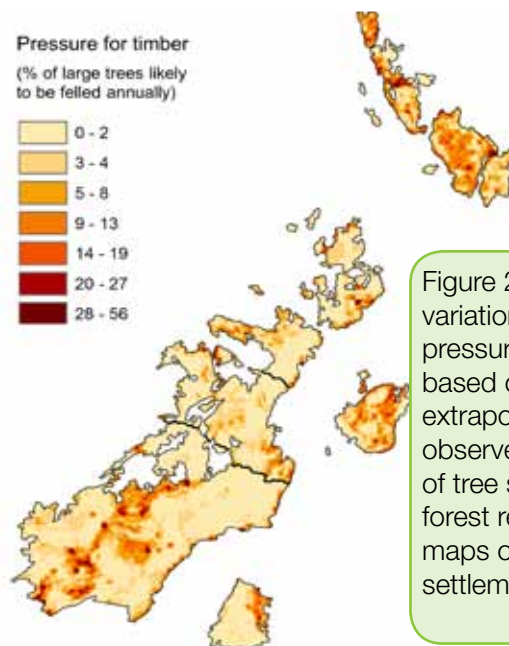 Pressure for timber
(% of large trees likely
to be felled annually)
0 - 2
3 - 4
5 - 8
9 - 13
14 - 19
20 - 27
28 - 56
Figure 2
variation
pressur
based o
extrapo
observe
of tree s
forest re
maps o
settlem